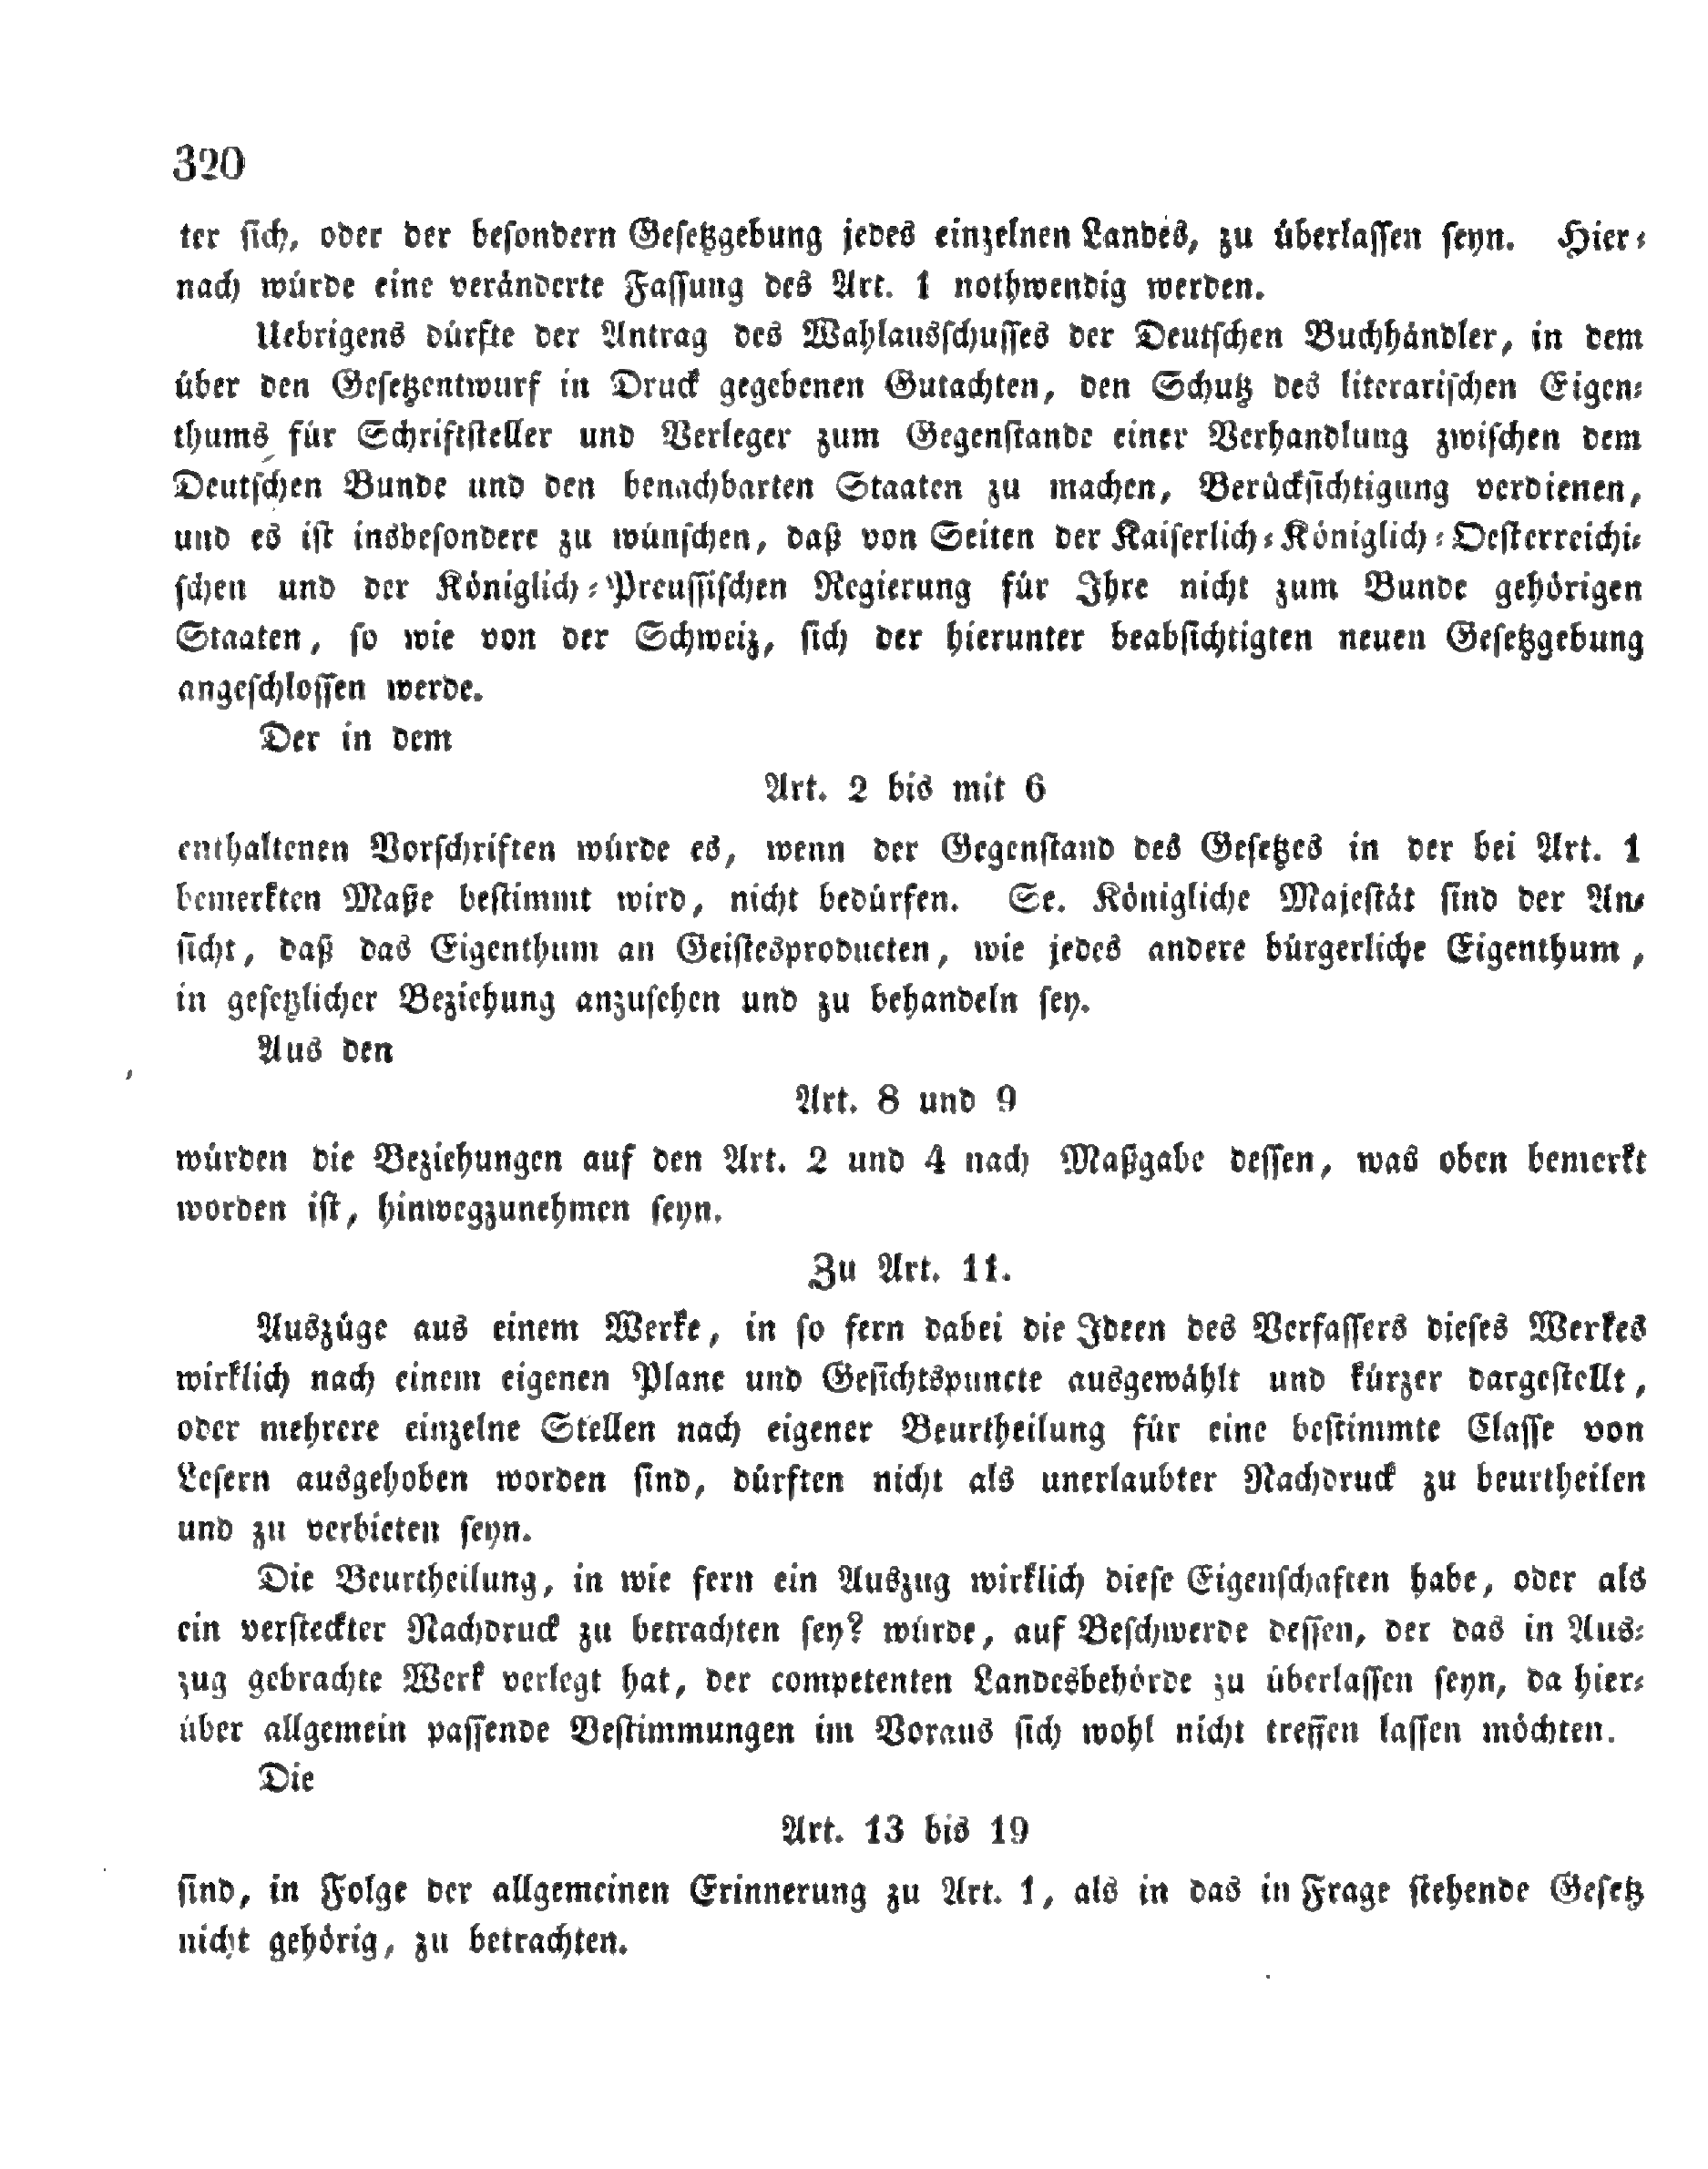 320
ter sich, oder der besondern Gesetzgebung jedes einzelnen Landes, zu überlassen seyn. Hier-
nach würde eine veränderte Fassung des Art. 1 nothwendig werden.
Uebrigens dürfte der Antrag des Wahlausschusses der Deutschen Buchhändler, in dem
über den Gesetzentwurf in Druck gegebenen Gutachten, den Schutz des literarischen Eigen-
thums für Schriftsteller und Verleger zum Gegenstande einer Verhandlung zwischen dem
Deutschen Bunde und den benachbarten Staaten zu machen, Berücksichtigung verdienen,
und es ist insbesondere zu wünschen, daß von Seiten der Kaiserlich-Königlich-Oesterreichi-
schen und der Königlich-Preussischen Regierung für Ihre nicht zum Bunde gehörigen
Staaten, so wie von der Schweiz, sich der hierunter beabsichtigten neuen Gesetzgebung
angeschlossen werde.
Der in dem
Art. 2 bis mit 6
enthaltenen Vorschriften würde es, wenn der Gegenstand des Gesetzes in der bei Art. 1
bemerkten Maße bestimmt wird, nicht bedürfen. Se. Königliche Majestät sind der An-
sicht, daß das Eigenthum an Geistesproducten, wie jedes andere bürgerliche Eigenthum,
in gesetzlicher Beziehung anzusehen und zu behandeln sey.
Aus den
Art. 8 und 9
würden die Beziehungen auf den Art. 2 und 4 nach Maßgabe dessen, was oben bemerkt
worden ist, hinwegzunehmen seyn.
Zu Art. 11.
Auszüge aus einem Werke, in so fern dabei die Ideen des Verfassers dieses Werkes
wirklich nach einem eigenen Plane und Gesichtspuncte ausgewählt und kürzer dargestellt,
oder mehrere einzelne Stellen nach eigener Beurtheilung für eine bestimmte Classe von
Lesern ausgehoben worden sind, dürften nicht als unerlaubter Nachdruck zu beurtheilen
und zu verbieten seyn.
Die Beurtheilung, in wie fern ein Auszug wirklich diese Eigenschaften habe, oder als
ein versteckter Nachdruck zu betrachten sey? würde, auf Beschwerde dessen, der das in Aus-
zug gebrachte Werk verlegt hat, der competenten Landesbehörde zu überlassen seyn, da hier-
über allgemein passende Bestimmungen im Voraus sich wohl nicht treffen lassen möchten.
Die
Art. 13 bis 19
sind, in Folge der allgemeinen Erinnerung zu Art. 1, als in das in Frage stehende Gesetz
nicht gehörig, zu betrachten.